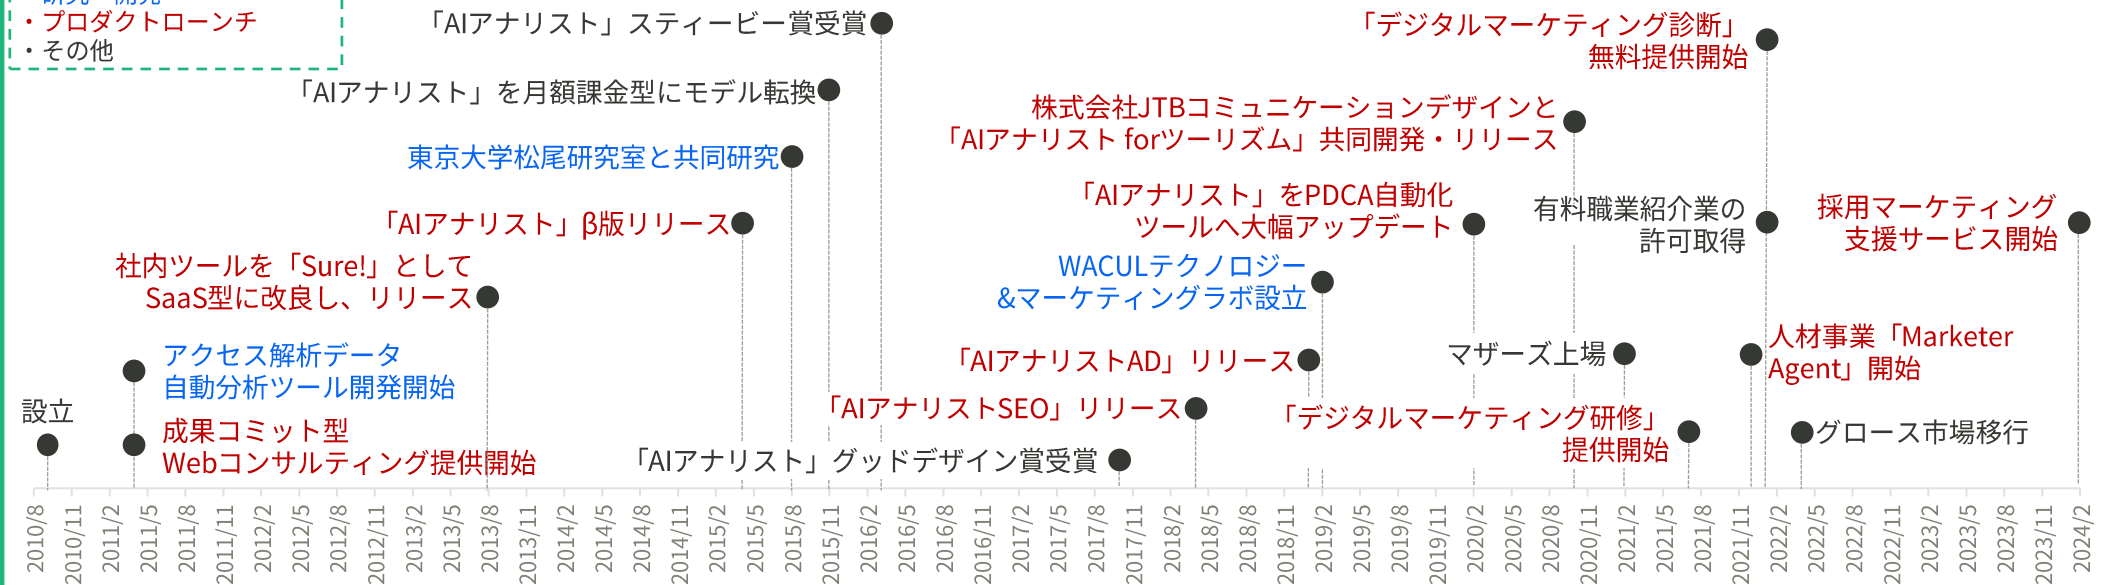 ・研究・開発
・プロダクトローンチ
・その他
「AIアナリスト」スティービー賞受賞
「AIアナリスト」を月額課金型にモデル転換
東京大学松尾研究室と共同研究
「AIアナリスト」β版リリース
社内ツールを「Sure!」として
SaaS型に改良し、リリース
アクセス解析データ
自動分析ツール開発開始
設立
成果コミット型
Webコンサルティング提供開始
「デジタルマーケティング診断」
無料提供開始
株式会社JTBコミュニケーションデザインと
「AIアナリスト forツーリズム」共同開発・リリース
「AIアナリスト」をPDCA自動化
ツールへ大幅アップデート
有料職業紹介業の
許可取得
採用マーケティング
支援サービス開始
WACULテクノロジー
&マーケティングラボ設立
「AIアナリストAD」リリース
マザーズ上場
人材事業「Marketer
Agent」開始
「AIアナリストSEO」リリース
「デジタルマーケティング研修」
提供開始
「AIアナリスト」グッドデザイン賞受賞
グロース市場移行
2010/8
2010/11
2011/2
2011/5
2011/8
2011/11
2012/2
2012/5
2012/8
2012/11
2013/2
2013/5
2013/8
2013/11
2014/2
2014/5
2014/8
2014/11
2015/2
2015/5
2015/8
2015/11
2016/2
2016/5
2016/8
2016/11
2017/2
2017/5
2017/8
2017/11
2018/2
2018/5
2018/8
2018/11
2019/2
2019/5
2019/8
2019/11
2020/2
2020/5
2020/8
2020/11
2021/2
2021/5
2021/8
2021/11
2022/2
2022/5
2022/8
2022/11
2023/2
2023/5
2023/8
2023/11
2024/2